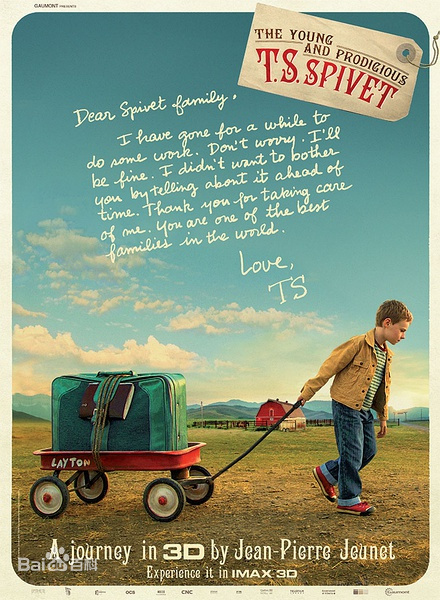 GAUMONT PRESENTS
THE YOUNG
AND PRODIGIOUS
T.S. SPIVET
Dear Spivet family,
I have gone for a while to
do some work. Don't worry. I'll
be fine. I didn't want to bother
you by telling about it ahead of
time. Thank you for taking care
of me. You are one of the best
families in the world.
Love,
TS
LAYTON
A journey in 3D by Jean-Pierre Jeunet
Experience it in IMAX 3D
Bai百科